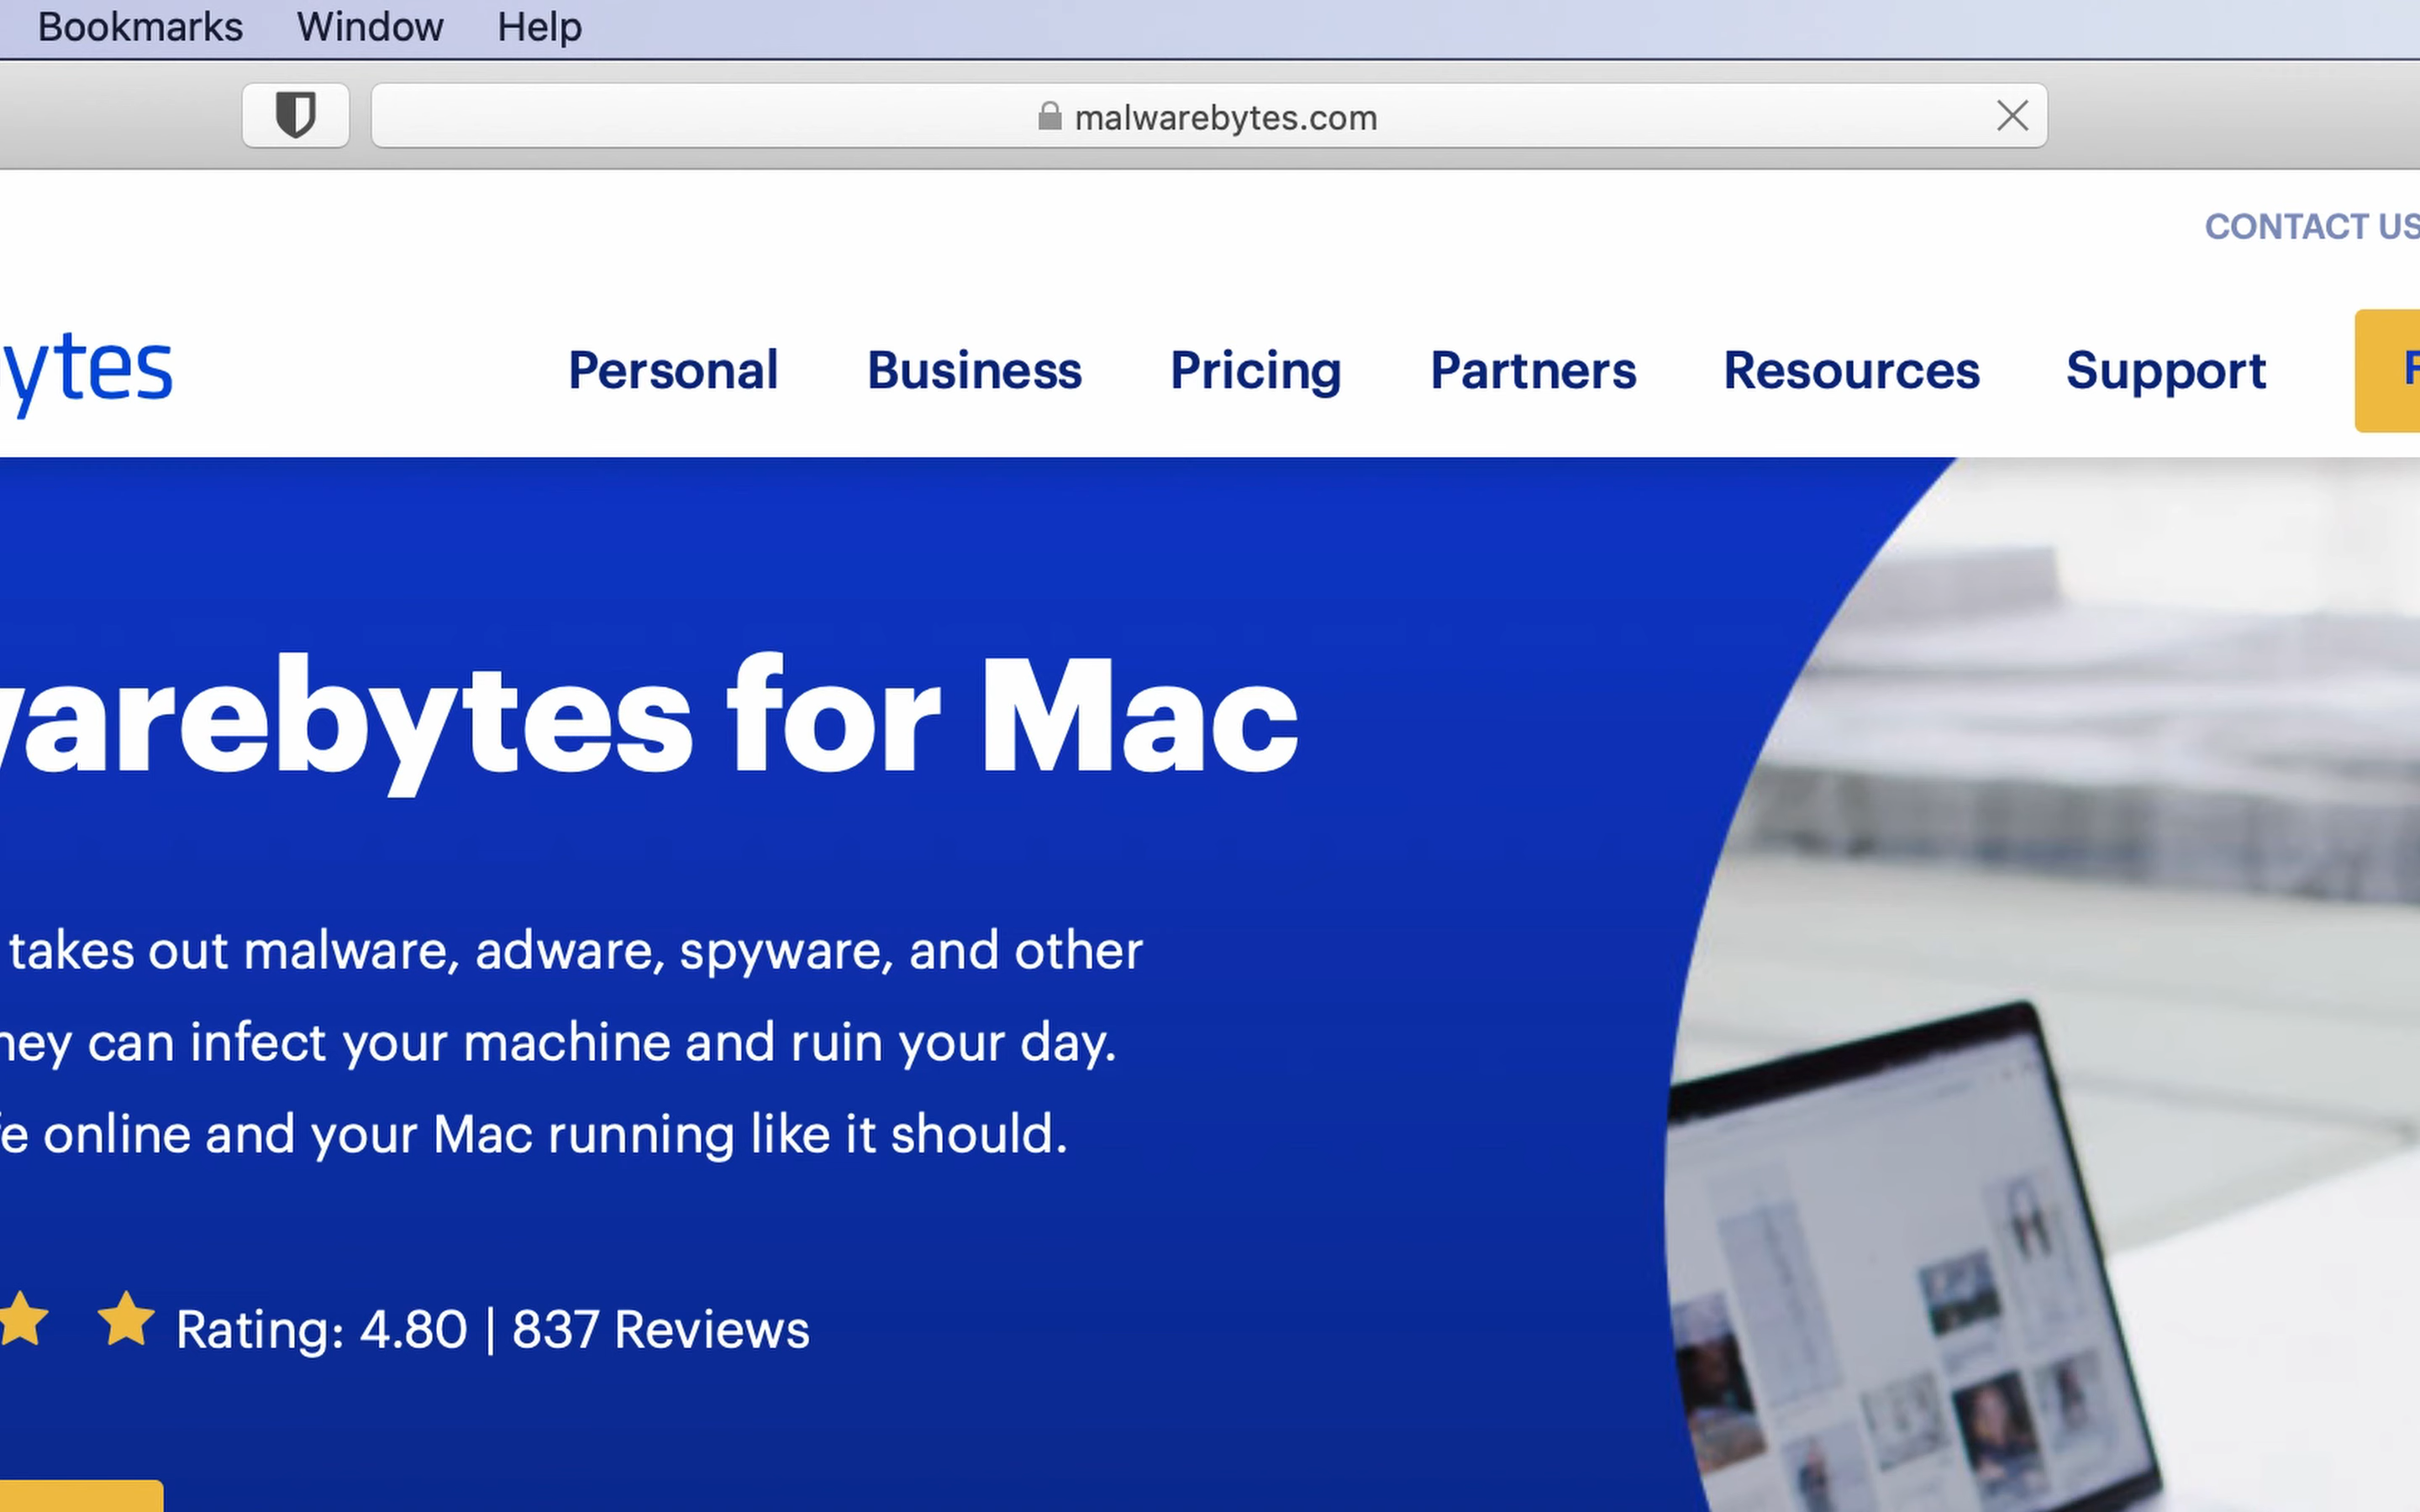 Bookmarks Window Help
malwarebytes.com
CONTACT US
ytes
Personal Business Pricing Partners Resources Support
warebytes for Mac
takes out malware, adware, spyware, and other
hey can infect your machine and ruin your day.
e online and your Mac running like it should.
Rating: 4.80 | 837 Reviews